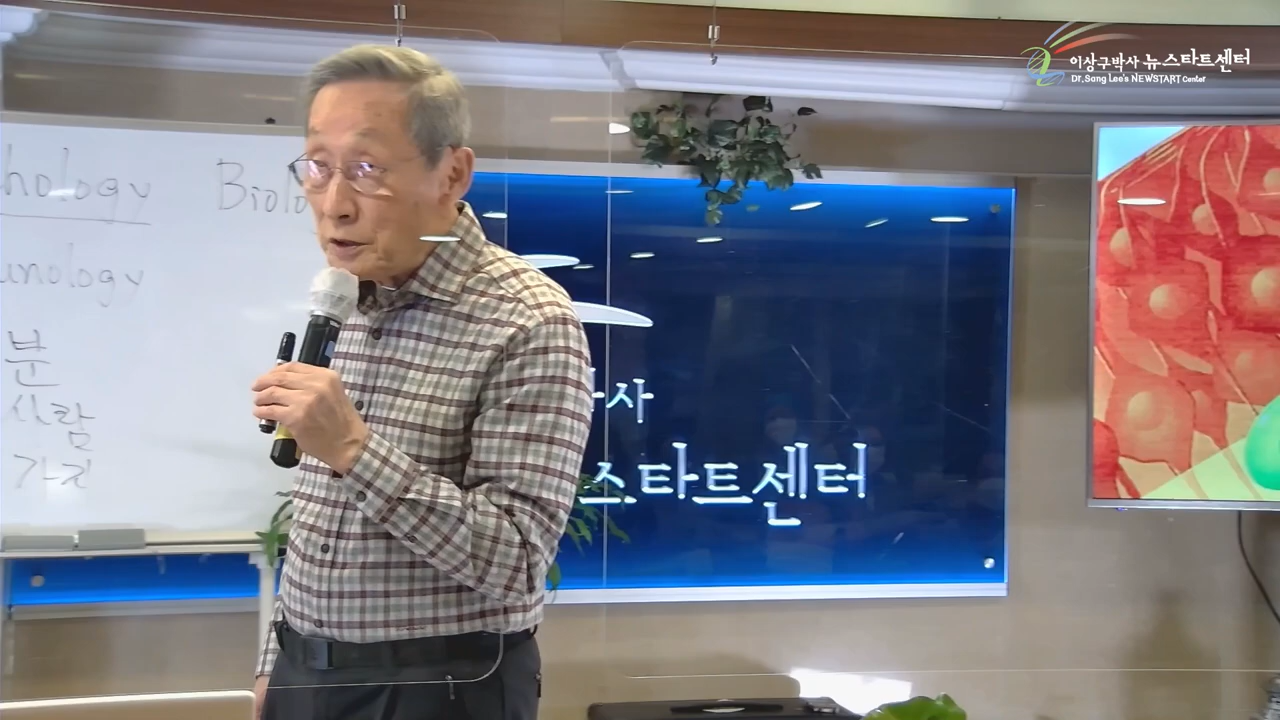 이상구박사 뉴스타트센터
Dr. Sang Lee's NEWSTART Center
hology Biolo
unology
분
사람
가지
사
스타트센터